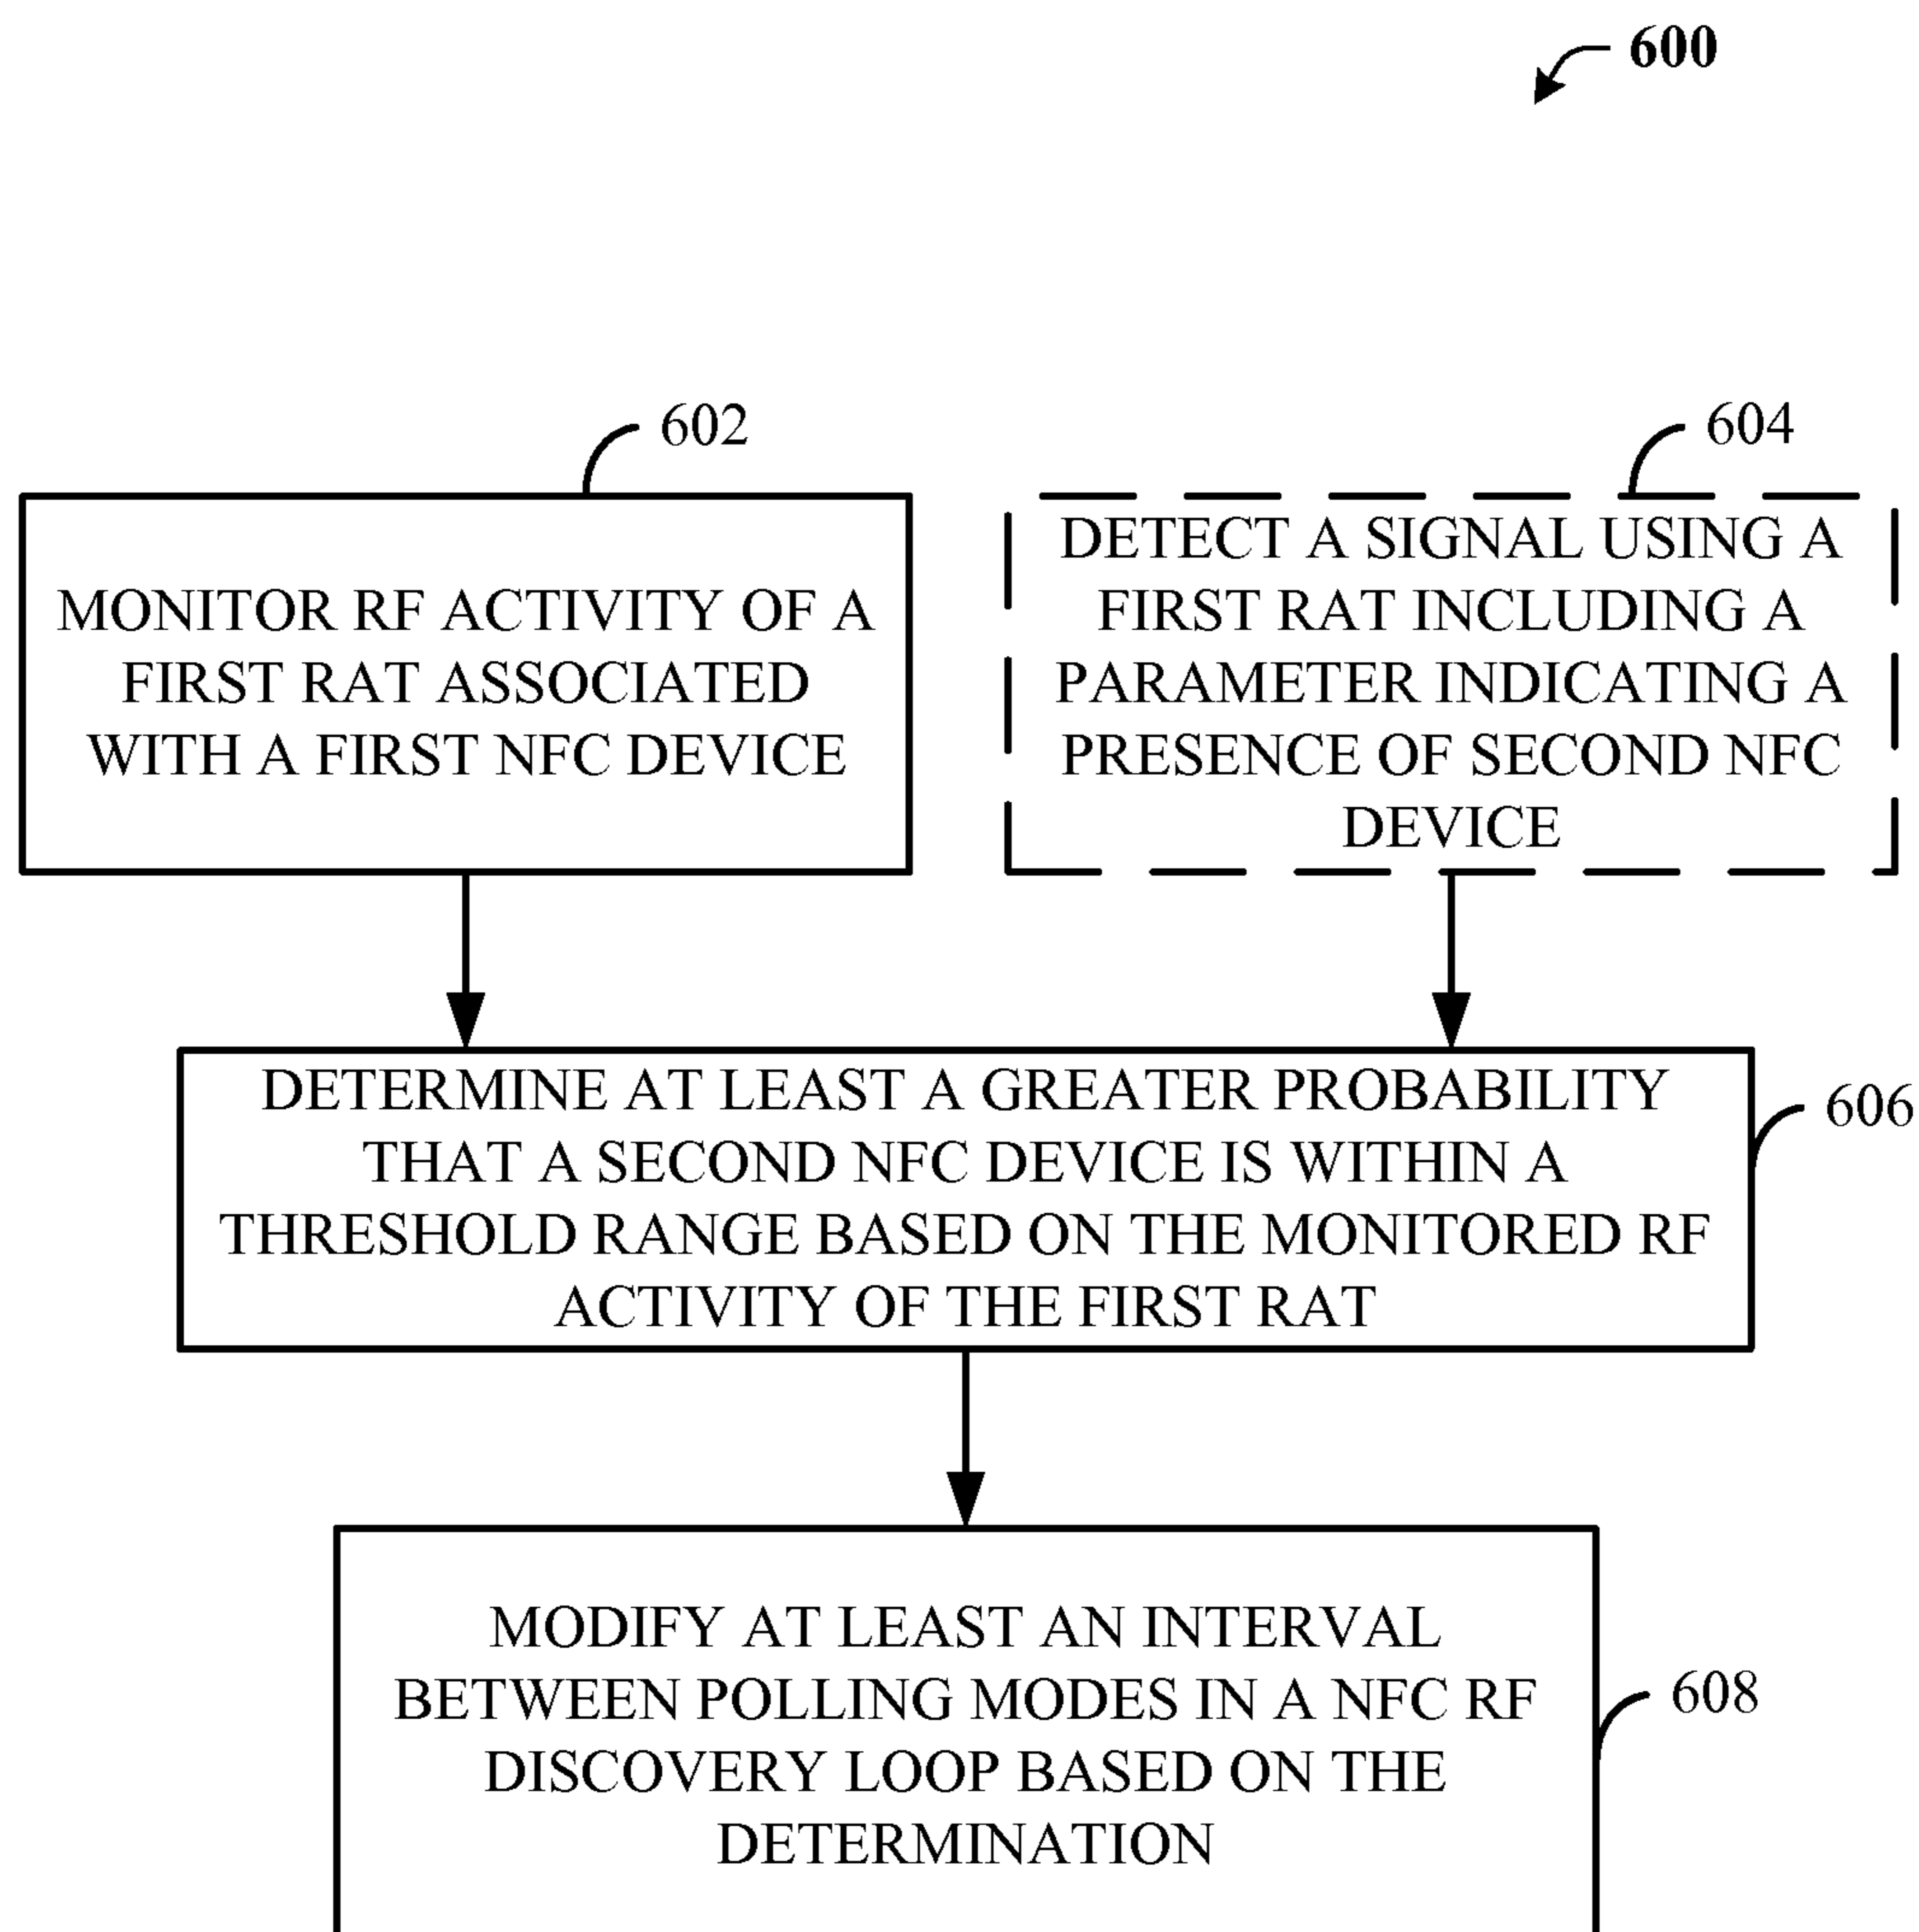 600
602
MONITOR RF ACTIVITY OF A
FIRST RAT ASSOCIATED
WITH A FIRST NFC DEVICE
604
DETECT A SIGNAL USING A
FIRST RAT INCLUDING A
PARAMETER INDICATING A
PRESENCE OF SECOND NFC
DEVICE
DETERMINE AT LEAST A GREATER PROBABILITY
THAT A SECOND NFC DEVICE IS WITHIN A
THRESHOLD RANGE BASED ON THE MONITORED RF
ACTIVITY OF THE FIRST RAT
606
MODIFY AT LEAST AN INTERVAL
BETWEEN POLLING MODES IN A NFC RF
DISCOVERY LOOP BASED ON THE
DETERMINATION
608